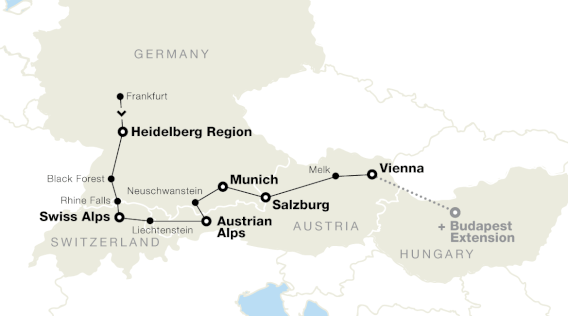 GERMANY
Frankfurt
Heidelberg Region
Black Forest
Rhine Falls
Swiss Alps
SWITZERLAND
Liechtenstein
Neuschwanstein
Munich
Austrian
Alps
Salzburg
Melk
Vienna
AUSTRIA
+ Budapest
Extension
HUNGARY